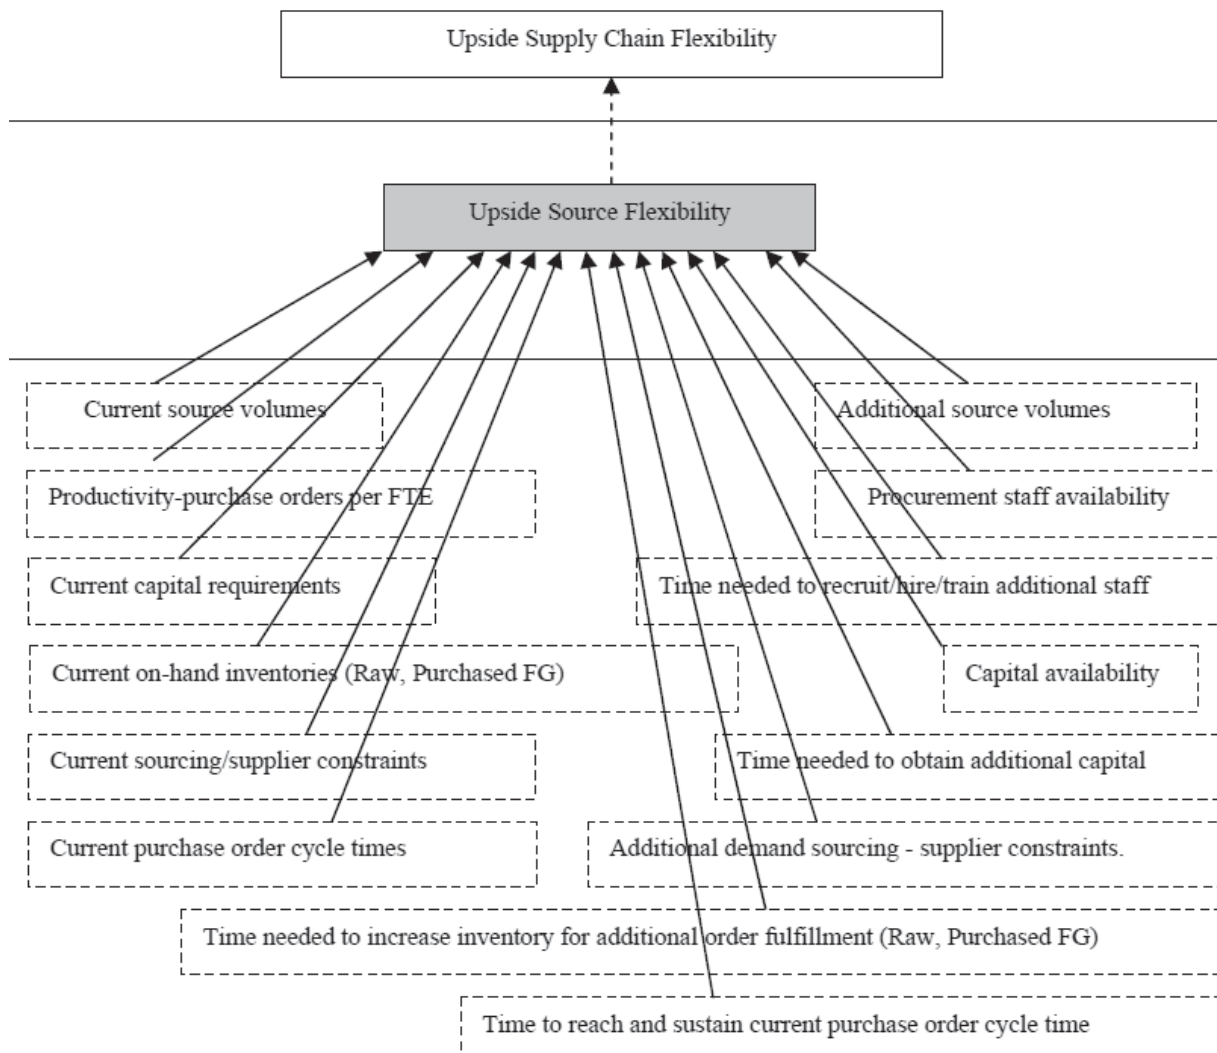 Upside Supply Chain Flexibility
Upside Source Flexibility
Current source volumes
Additional source volumes
Productivity-purchase orders per FTE
Procurement staff availability
Current capital requirements
Time needed to recruit/hire/train additional staff
Current on-hand inventories (Raw, Purchased FG)
Capital availability
Current sourcing/supplier constraints
Time needed to obtain additional capital
Current purchase order cycle times
Additional demand sourcing - supplier constraints.
Time needed to increase inventory for additional order fulfillment (Raw, Purchased FG)
Time to reach and sustain current purchase order cycle time